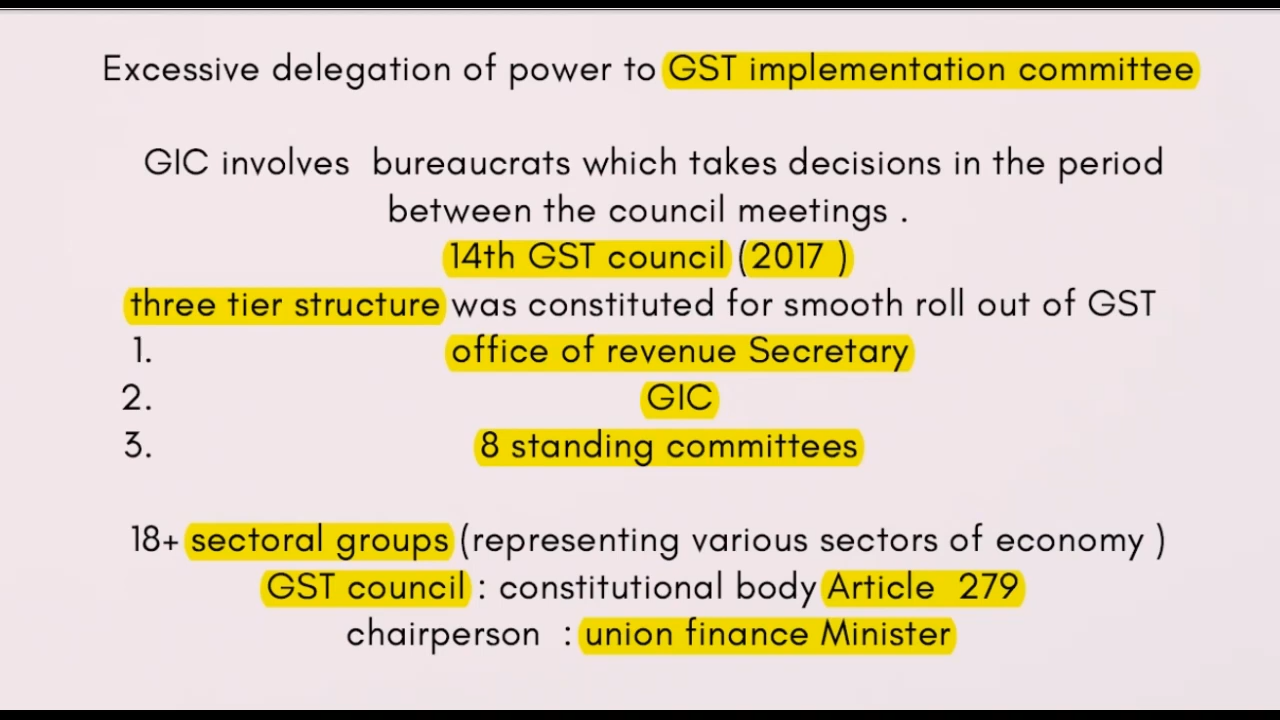 Excessive delegation of power to GST implementation committee
GIC involves bureaucrats which takes decisions in the period
between the council meetings .
14th GST council (2017 )
three tier structure was constituted for smooth roll out of GST
1. office of revenue Secretary
2. GIC
3. 8 standing committees
18+ sectoral groups (representing various sectors of economy )
GST council : constitutional body Article 279
chairperson : union finance Minister